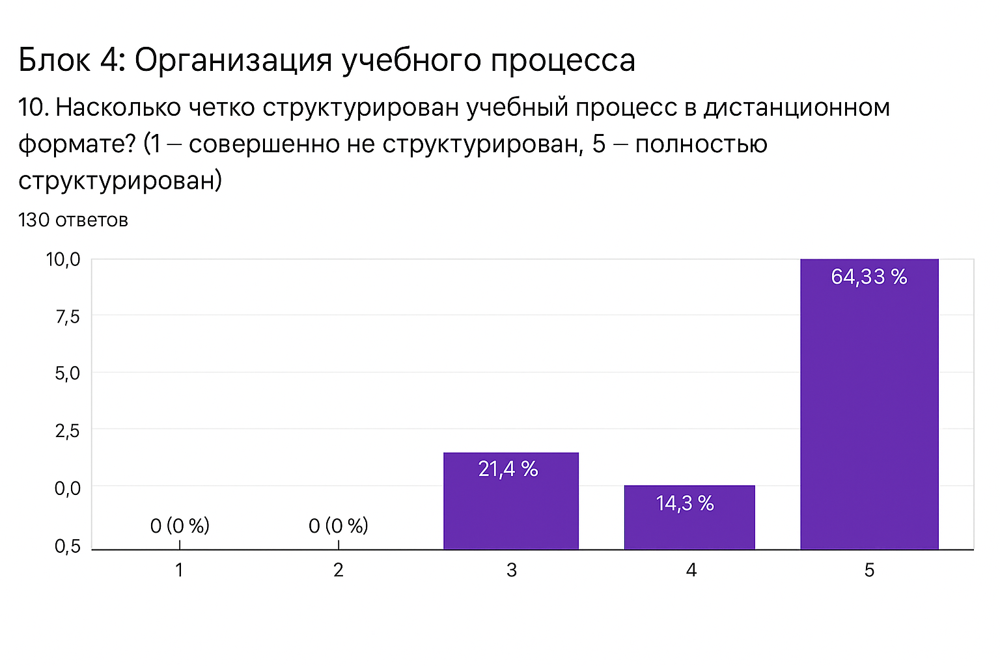 Блок 4: Организация учебного процесса
10. Насколько четко структурирован учебный процесс в дистанционном
формате? (1 – совершенно не структурирован, 5 – полностью
структурирован)
130 ответов
10,0
7,5
5,0
2,5
0,0
0,5
0 (0 %)
0 (0 %)
21,4 %
14,3 %
64,33 %
1
2
3
4
5